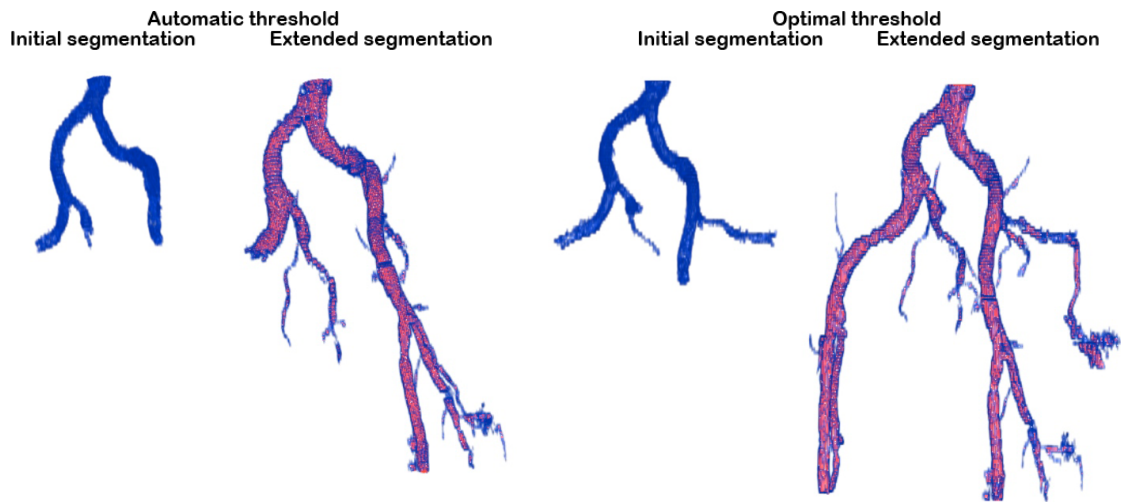 Automatic threshold
Initial segmentation
Extended segmentation
Optimal threshold
Initial segmentation
Extended segmentation